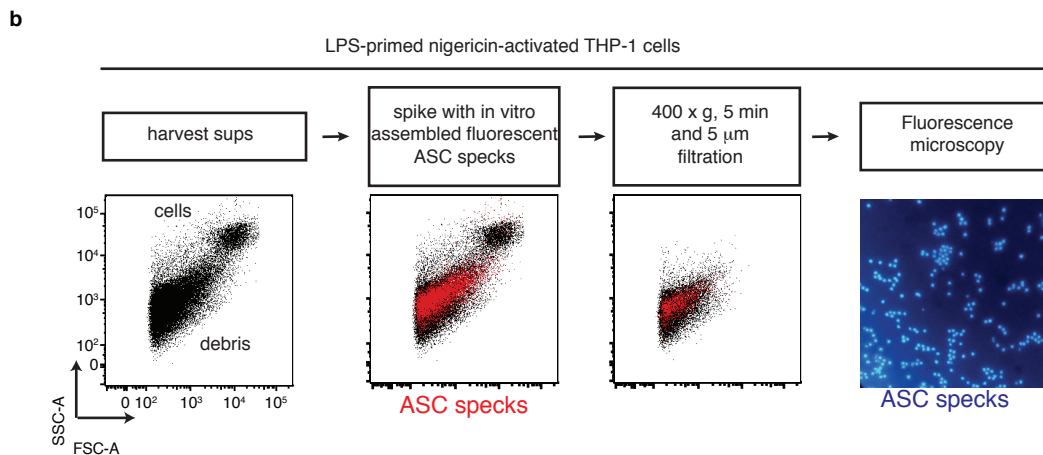 b
LPS-primed nigericin-activated THP-1 cells
harvest sups
spike with in vitro
assembled fluorescent
ASC specks
400 x g, 5 min
and 5 μm
filtration
Fluorescence
microscopy
10⁵
10⁴
10³
10²
0
cells
debris
SSC-A
0 10² 10³ 10⁴ 10⁵
FSC-A
ASC specks
ASC specks